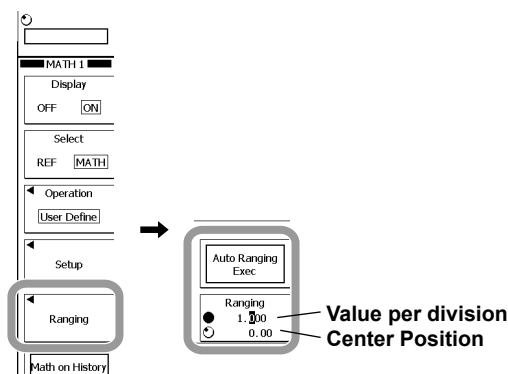 MATH 1
Display
OFF ON
Select
REF MATH
Operation
User Define
Setup
Ranging
Math on History
Auto Ranging
Exec
Ranging
1.000
0.00
Value per division
Center Position